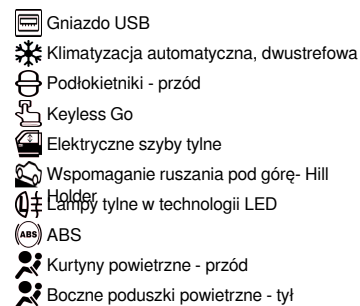 Gniazdo USB
Klimatyzacja automatyczna, dwustrefowa
Podłokietniki - przód
Keyless Go
Elektryczne szyby tylne
Wspomaganie ruszania pod górę- Hill
Holder
Lampy tylne w technologii LED
ABS
Kurtyny powietrzne - przód
Boczne poduszki powietrzne - tył